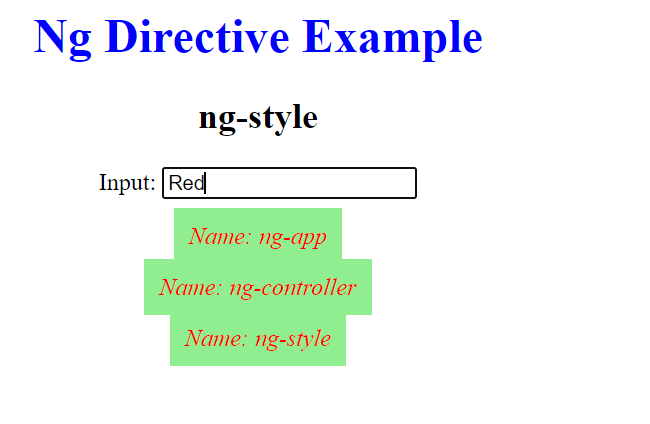 Ng Directive Example
ng-style
Input: Red
Name: ng-app
Name: ng-controller
Name: ng-style